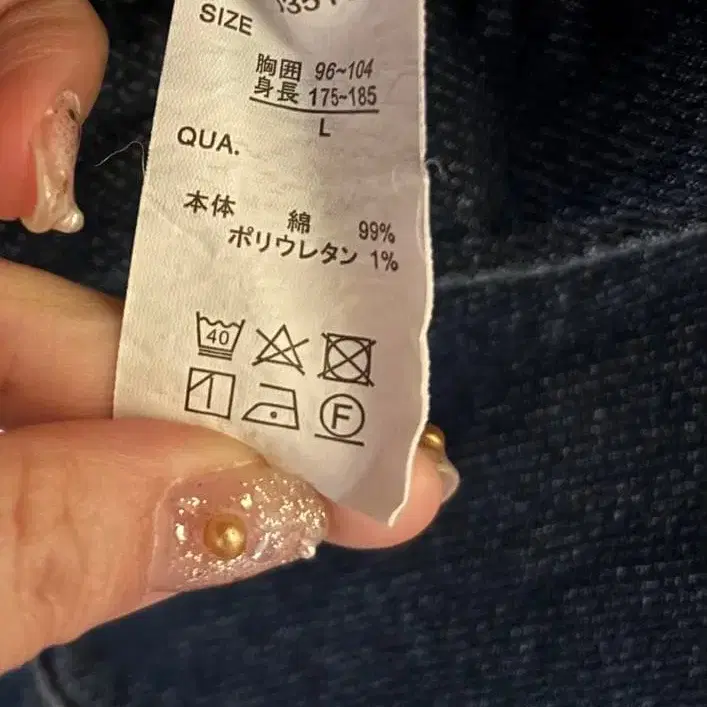 SIZE
胸囲 96~104
身長 175~185
L
QUA.
本体 綿 99%
ポリウレタン 1%
40
F